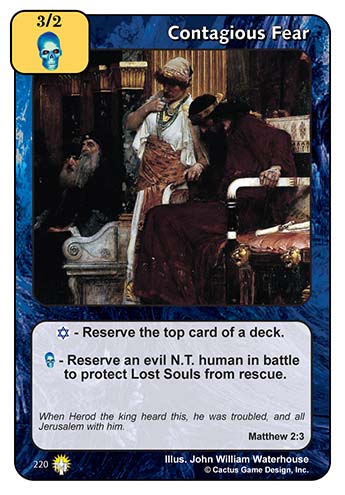 3/2
Contagious Fear
- Reserve the top card of a deck.
- Reserve an evil N.T. human in battle
to protect Lost Souls from rescue.
When Herod the king heard this, he was troubled, and all
Jerusalem with him.
Matthew 2:3
220
Illus. John William Waterhouse
© Cactus Game Design, Inc.